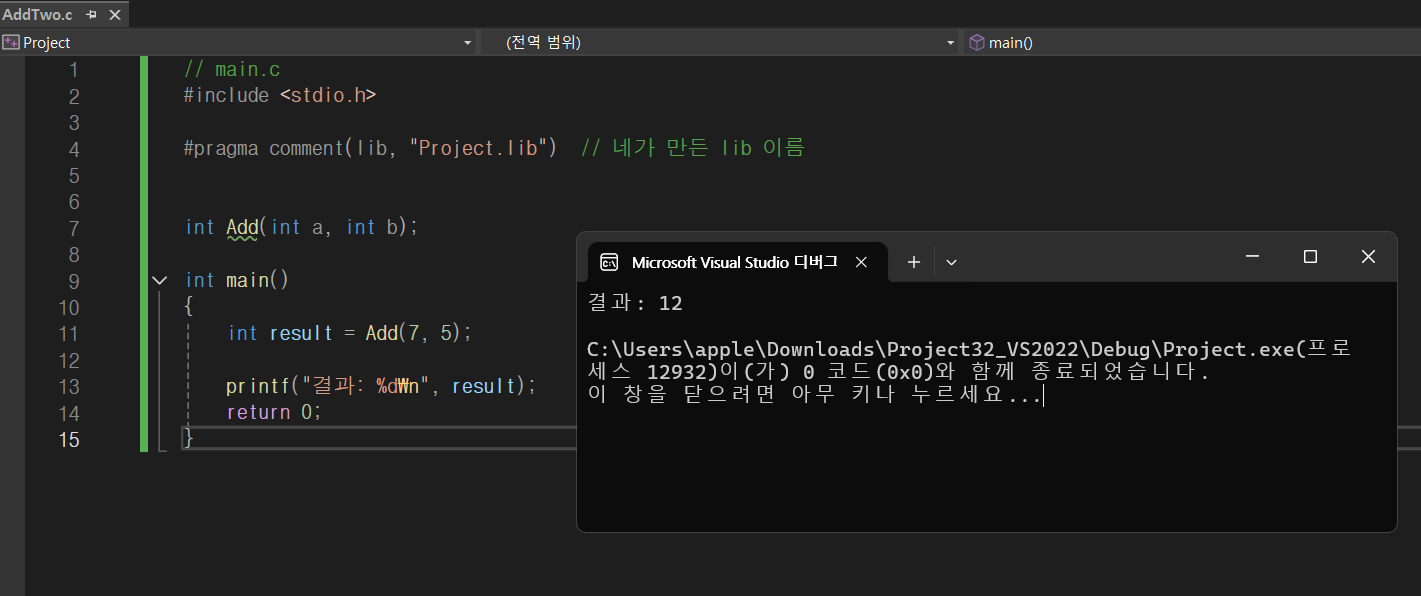 AddTwo.c
Project (전역 범위) main()
1 // main.c
2 #include <stdio.h>
3
4 #pragma comment(lib, "Project.lib") // 네가 만든 lib 이름
5
6
7 int Add(int a, int b);
8
9 int main()
10 {
11 int result = Add(7, 5);
12
13 printf("결과: %d₩n", result);
14 return 0;
15 }
Microsoft Visual Studio 디버그
결과: 12
C:\Users\apple\Downloads\Project32_VS2022\Debug\Project.exe(프로
세스 12932)이(가) 0 코드(0x0)와 함께 종료되었습니다.
이 창을 닫으려면 아무 키나 누르세요...